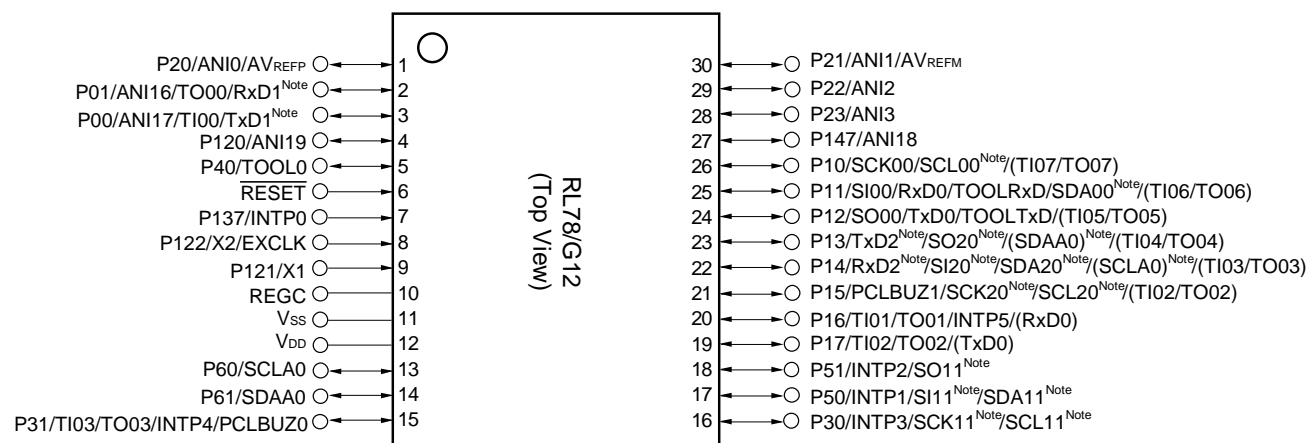 P20/ANI0/AVREFP 1
P01/ANI16/TO00/RxD1Note 2
P00/ANI17/TI00/TxD1Note 3
P120/ANI19 4
P40/TOOL0 5
RESET 6
P137/INTP0 7
P122/X2/EXCLK 8
P121/X1 9
REGC 10
VSS 11
VDD 12
P60/SCLA0 13
P61/SDAA0 14
P31/TI03/TO03/INTP4/PCLBUZ0 15
RL78/G12
(Top View)
30 P21/ANI1/AVREFM
29 P22/ANI2
28 P23/ANI3
27 P147/ANI18
26 P10/SCK00/SCL00Note/(TI07/TO07)
25 P11/SI00/RxD0/TOOLRxD/SDA00Note/(TI06/TO06)
24 P12/SO00/TxD0/TOOLTxD/(TI05/TO05)
23 P13/TxD2Note/SO20Note/(SDAA0)Note/(TI04/TO04)
22 P14/RxD2Note/SI20Note/SDA20Note/(SCLA0)Note/(TI03/TO03)
21 P15/PCLBUZ1/SCK20Note/SCL20Note/(TI02/TO02)
20 P16/TI01/TO01/INTP5/(RxD0)
19 P17/TI02/TO02/(TxD0)
18 P51/INTP2/SO11Note
17 P50/INTP1/SI11Note/SDA11Note
16 P30/INTP3/SCK11Note/SCL11Note